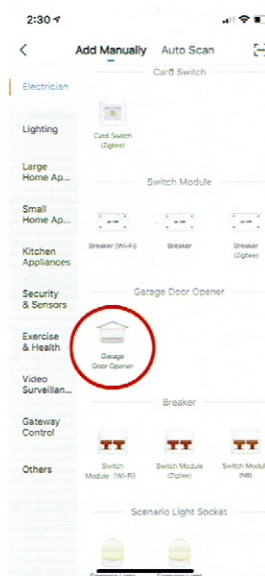 2:30
Add Manually Auto Scan
Electrician
Lighting
Large
Home Ap...
Small
Home Ap...
Kitchen
Appliances
Security
& Sensors
Exercise
& Health
Video
Surveillan...
Gateway
Control
Others
Card Switch
Card Switch
(Zigbee)
Switch Module
Breaker (Wi-Fi)
Breaker
Breaker
(Zigbee)
Garage Door Opener
Garage
Door Opener
Breaker
Switch
Module (Wi-Fi)
Switch Module
(Zigbee)
Switch Modul
(NB)
Scenario Light Socket